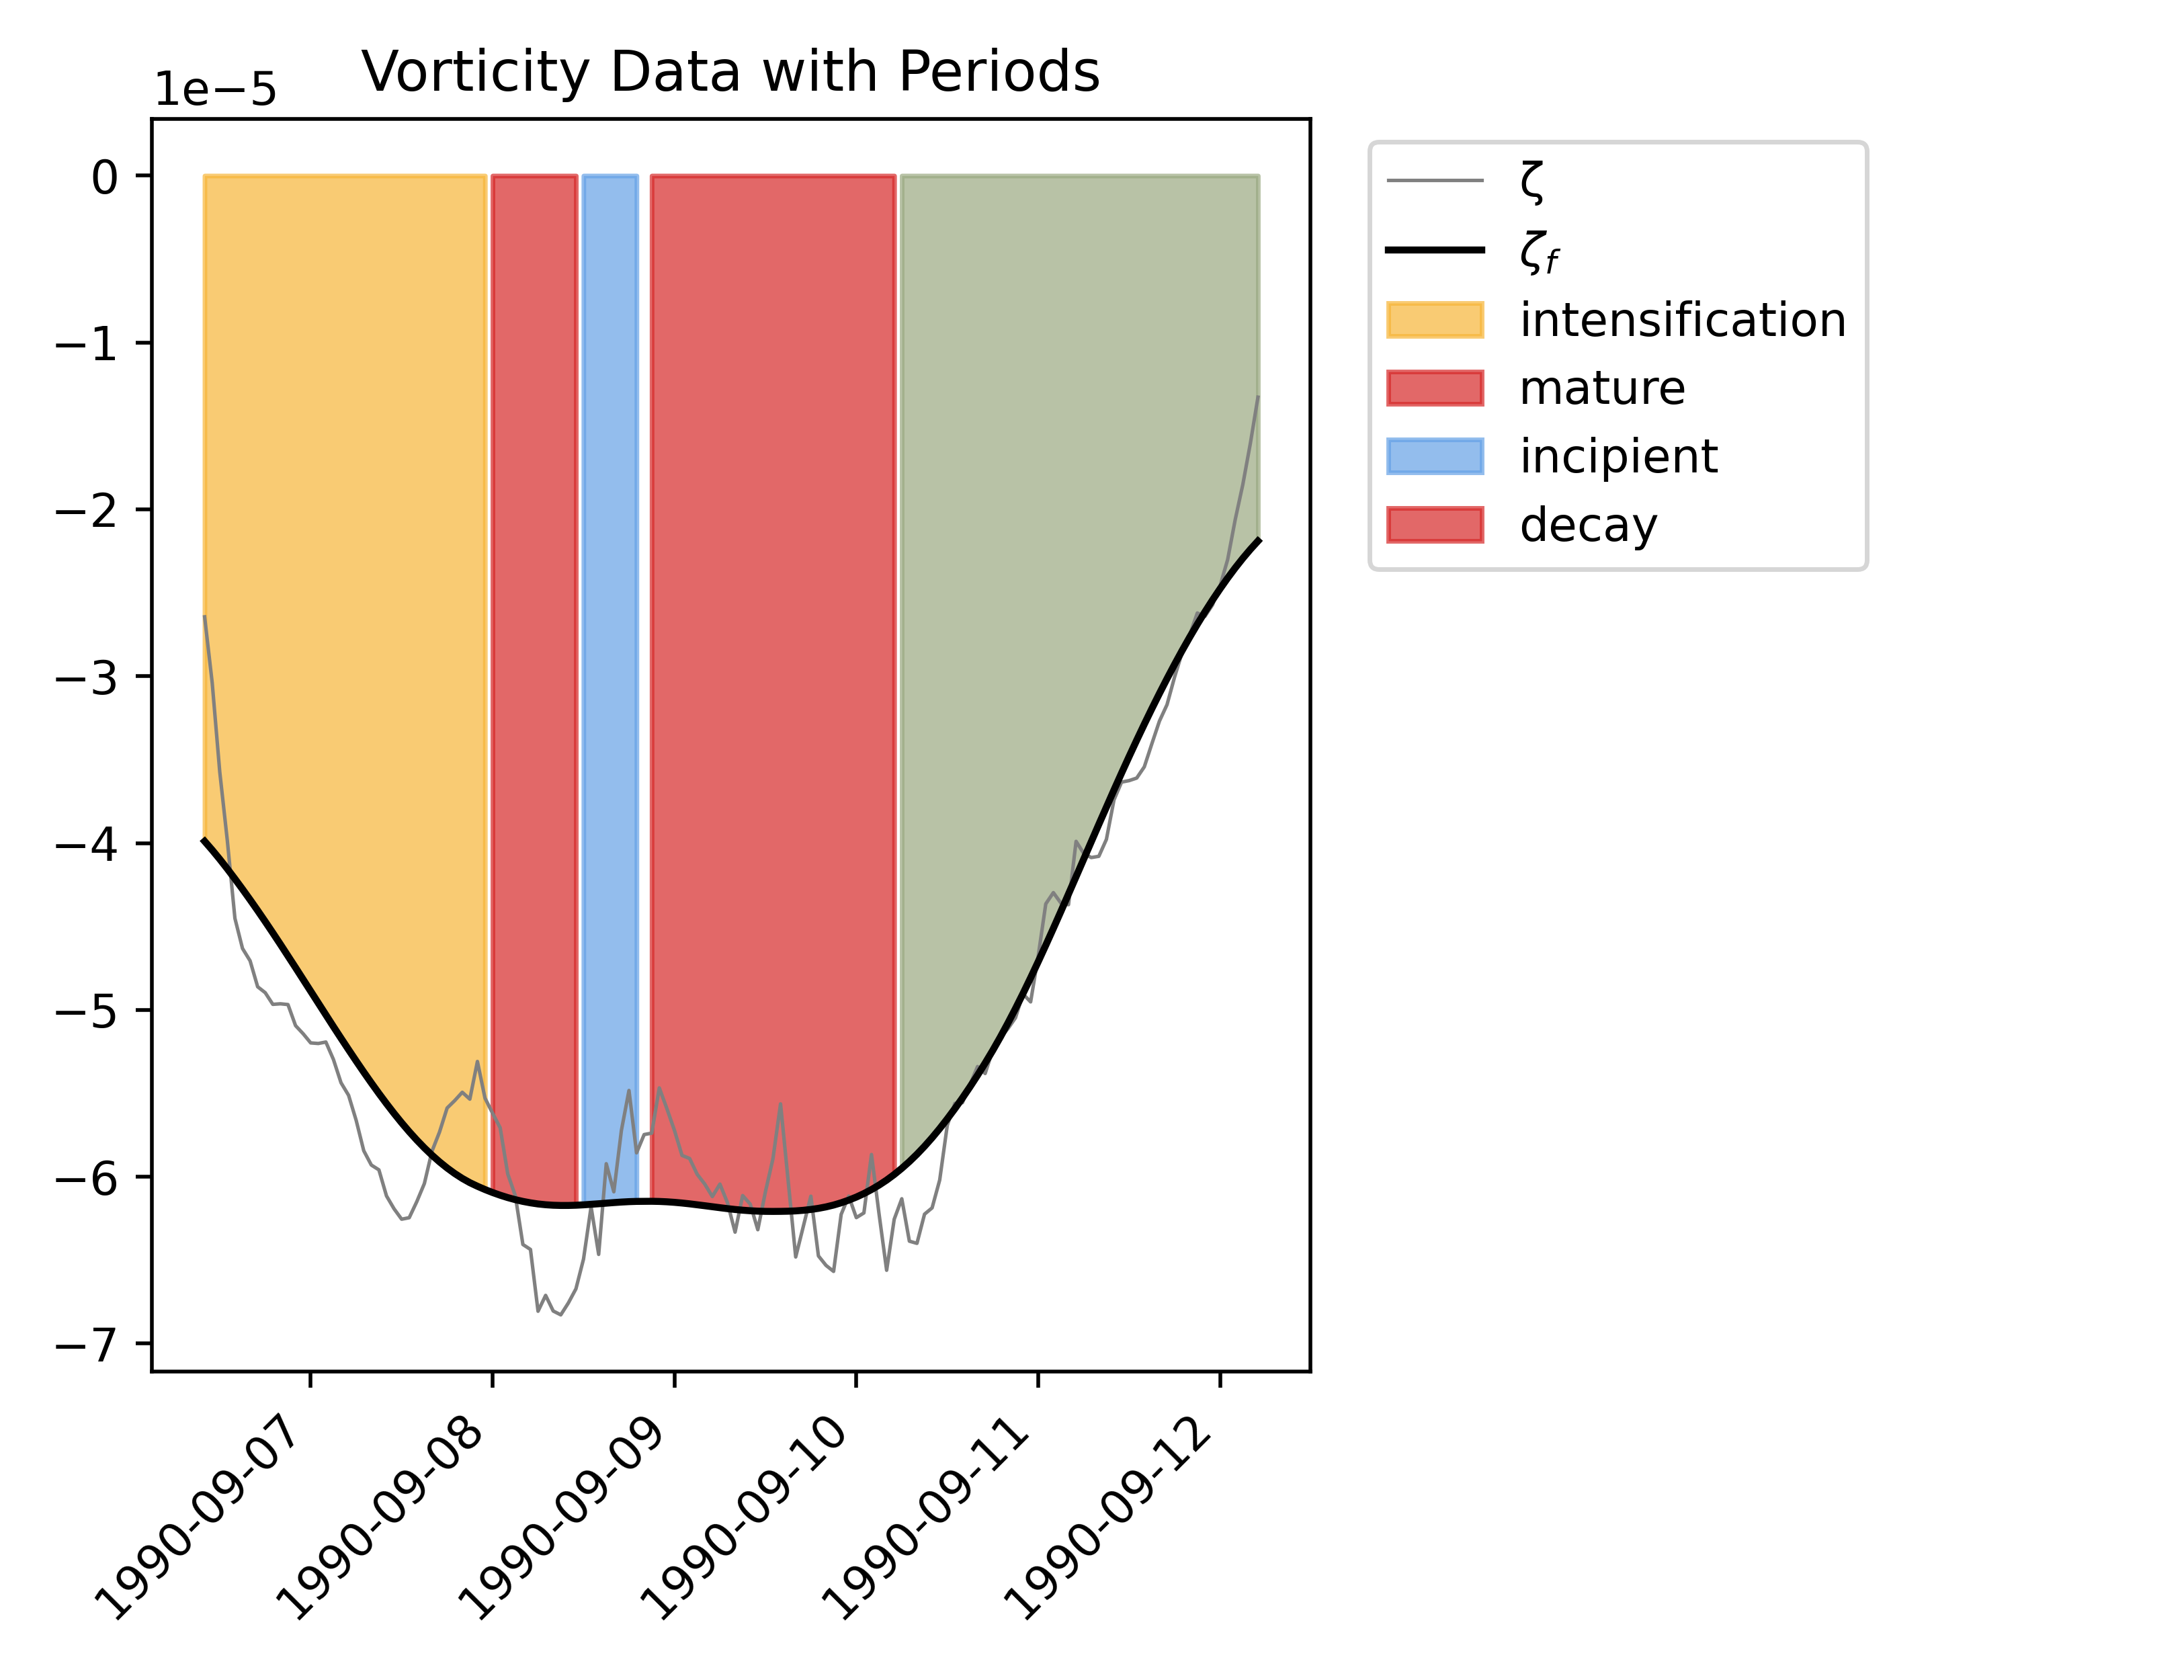 Vorticity Data with Periods
1e−5
0
−1
−2
−3
−4
−5
−6
−7
1990-09-07
1990-09-08
1990-09-09
1990-09-10
1990-09-11
1990-09-12
ζ
ζf
intensification
mature
incipient
decay